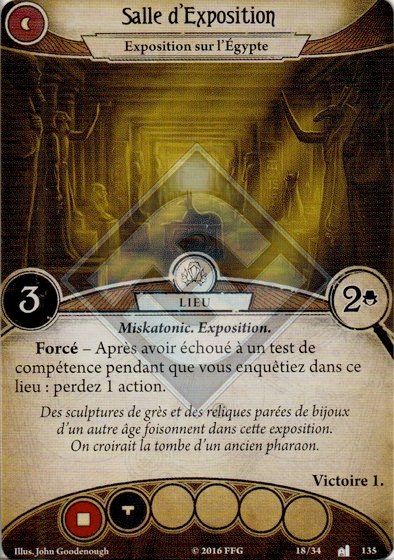 Salle d'Exposition
Exposition sur l'Égypte
3
LIEU
2
Miskatonic. Exposition.
Forcé – Après avoir échoué à un test de
compétence pendant que vous enquêtiez dans ce
lieu : perdez 1 action.
Des sculptures de grès et des reliques parées de bijoux
d'un autre âge foisonnent dans cette exposition.
On croirait la tombe d'un ancien pharaon.
Victoire 1.
Illus. John Goodenough
© 2016 FFG
18/34
135